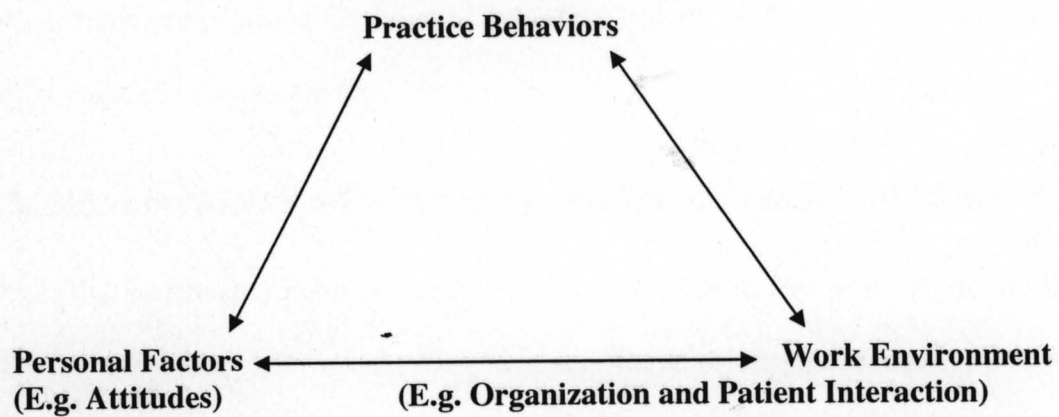 Practice Behaviors
Personal Factors
(E.g. Attitudes)
Work Environment
(E.g. Organization and Patient Interaction)